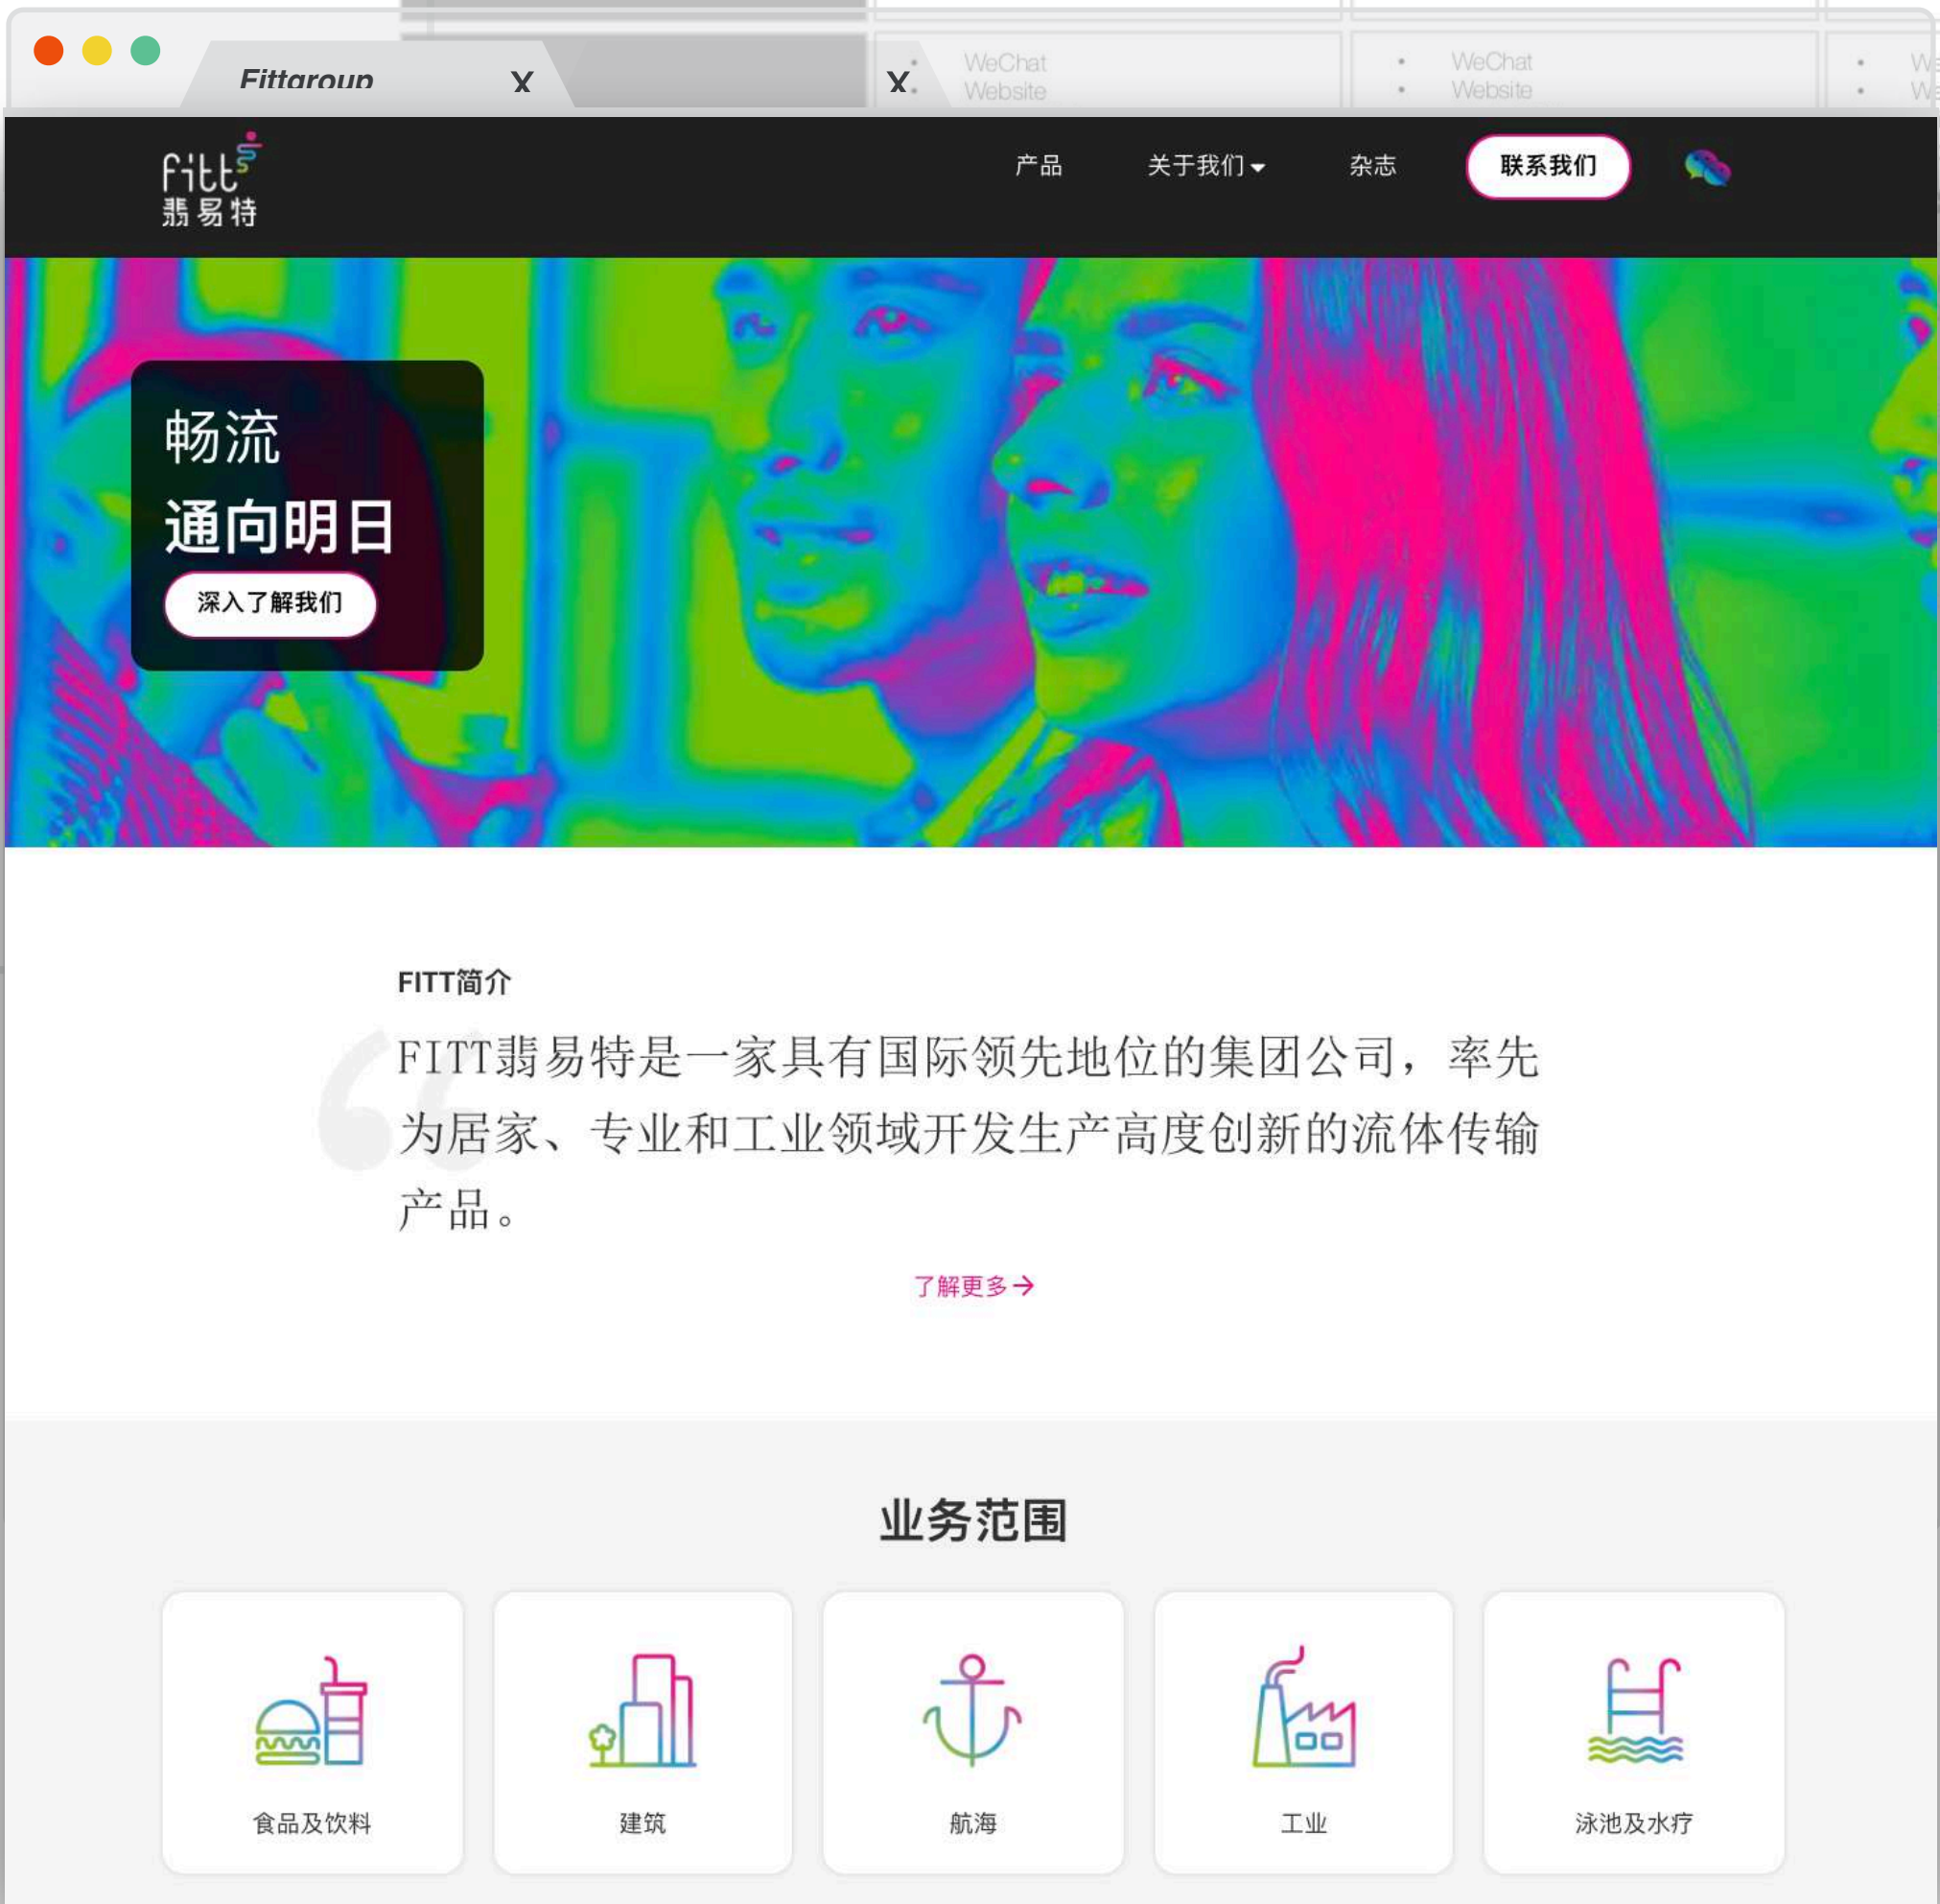 WeChat
Website
WeChat
Website
Fittgroup
X
X
fitt
翡易特
产品
关于我们
杂志
联系我们
畅流
通向明日
深入了解我们
FITT简介
FITT翡易特是一家具有国际领先地位的集团公司，率先
为居家、专业和工业领域开发生产高度创新的流体传输
产品。
了解更多
业务范围
食品及饮料
建筑
航海
工业
泳池及水疗